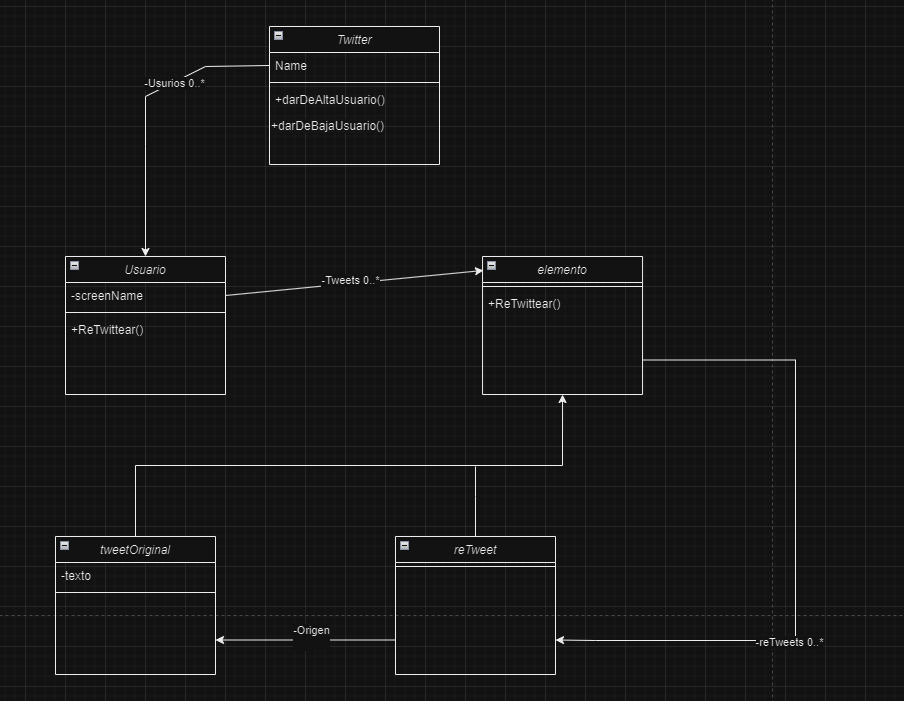 Twitter
Name
-Usurios 0..*
+darDeAltaUsuario()
+darDeBajaUsuario()
Usuario
-screenName
+ReTwittear()
-Tweets 0..*
elemento
+ReTwittear()
tweetOriginal
-texto
reTweet
-Origen
-reTweets 0..*